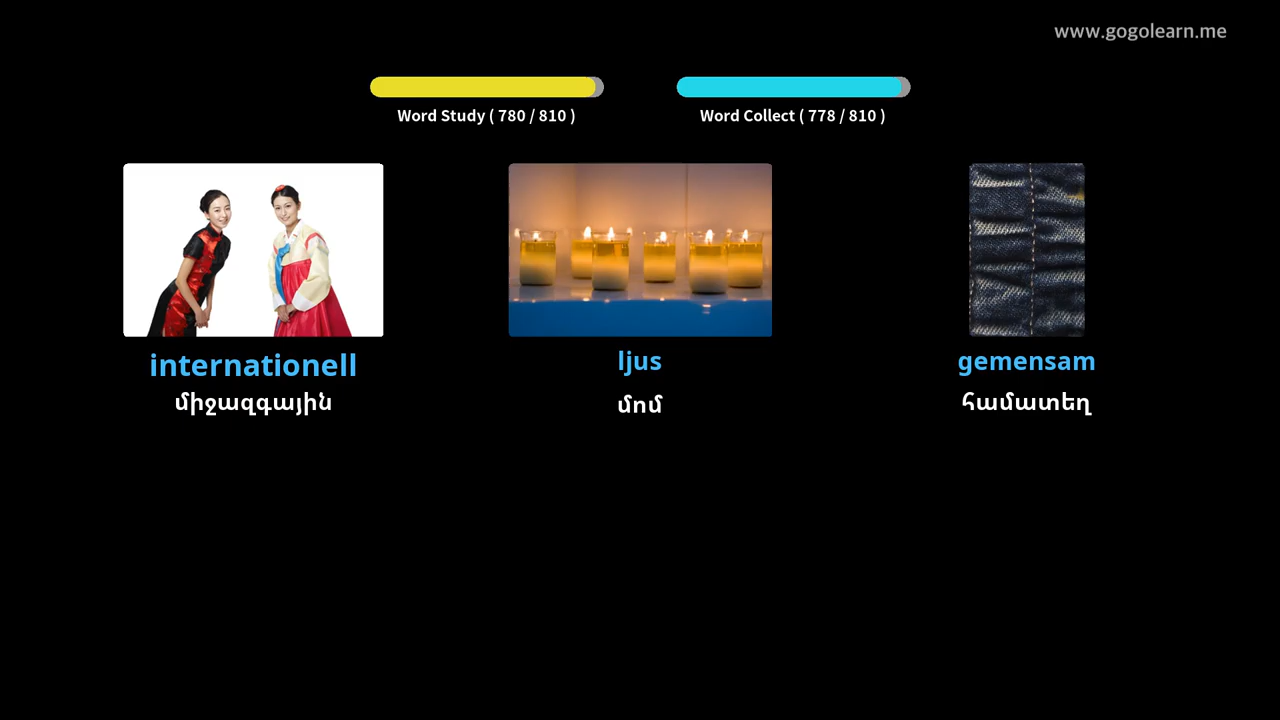 www.gogolearn.me
Word Study ( 780 / 810 )
Word Collect ( 778 / 810 )
internationell
ljus
gemensam
միջազգային
մոմ
համատեղ